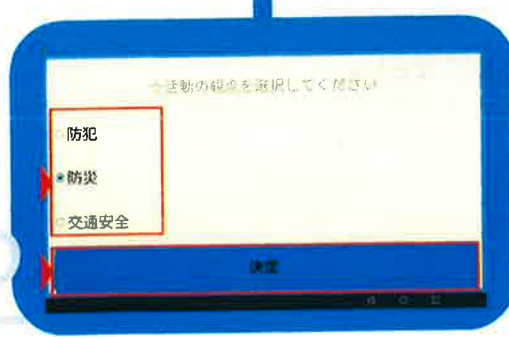 活動の観点を選択してください
防犯
防災
交通安全
決定